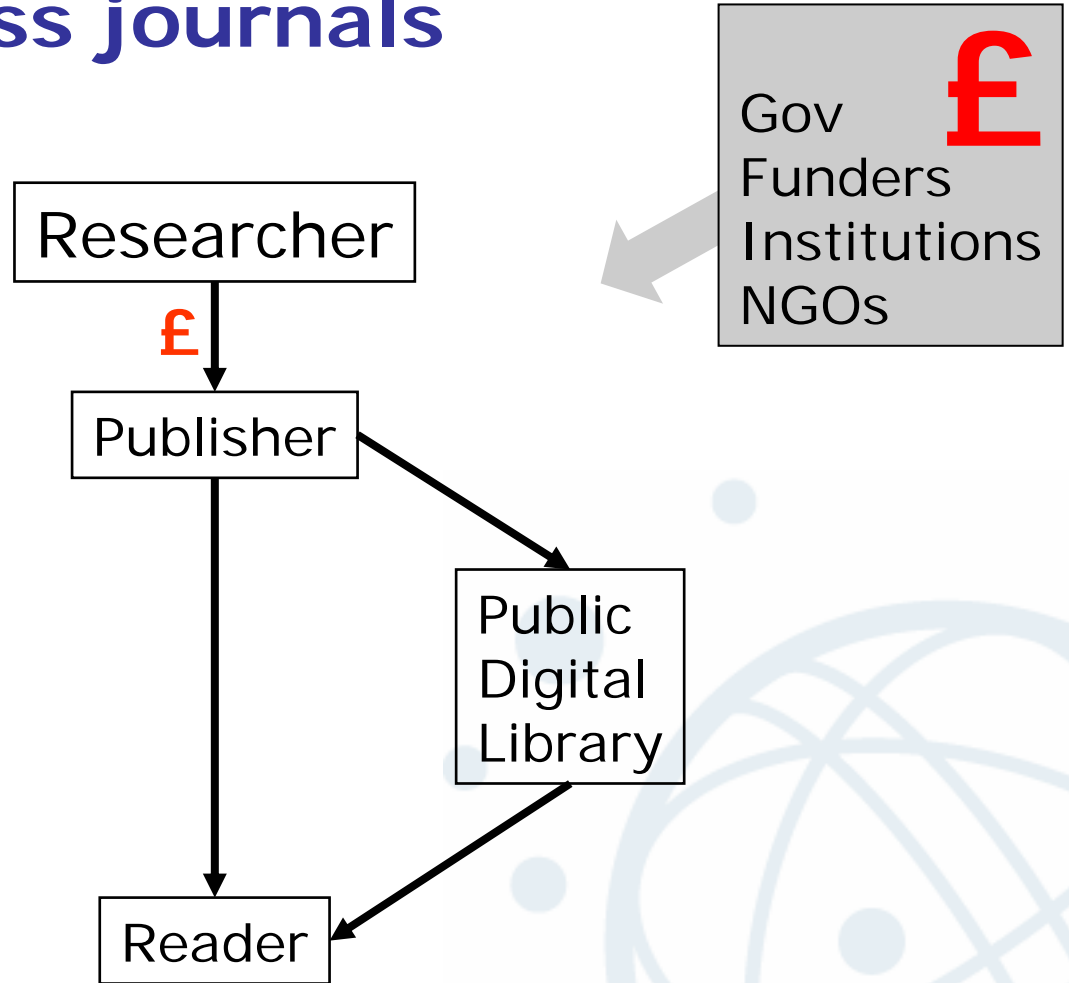 ss journals
£
Gov
Funders
Institutions
NGOs
Researcher
£
Publisher
Public
Digital
Library
Reader